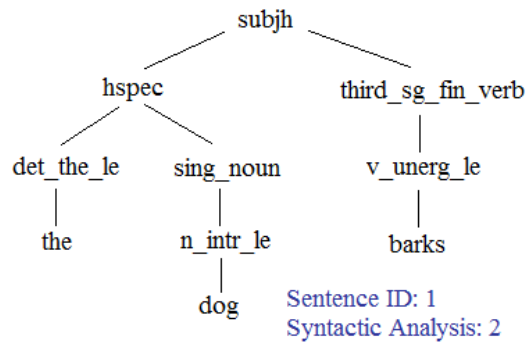 subjh
hspec third_sg_fin_verb
det_the_le sing_noun v_unerg_le
the n_intr_le barks
dog
Sentence ID: 1
Syntactic Analysis: 2